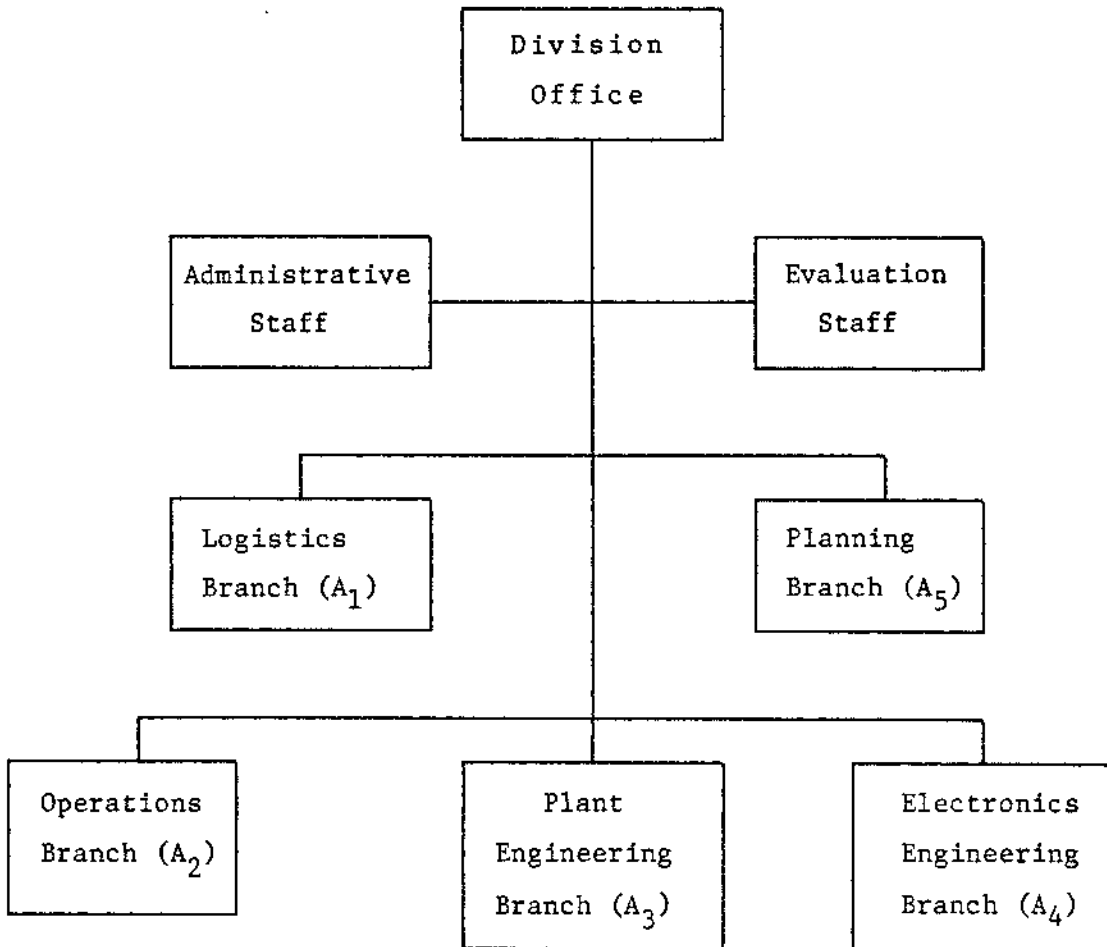 Division
Office
Administrative
Staff
Evaluation
Staff
Logistics
Branch (A1)
Planning
Branch (A5)
Operations
Branch (A2)
Plant
Engineering
Branch (A3)
Electronics
Engineering
Branch (A4)